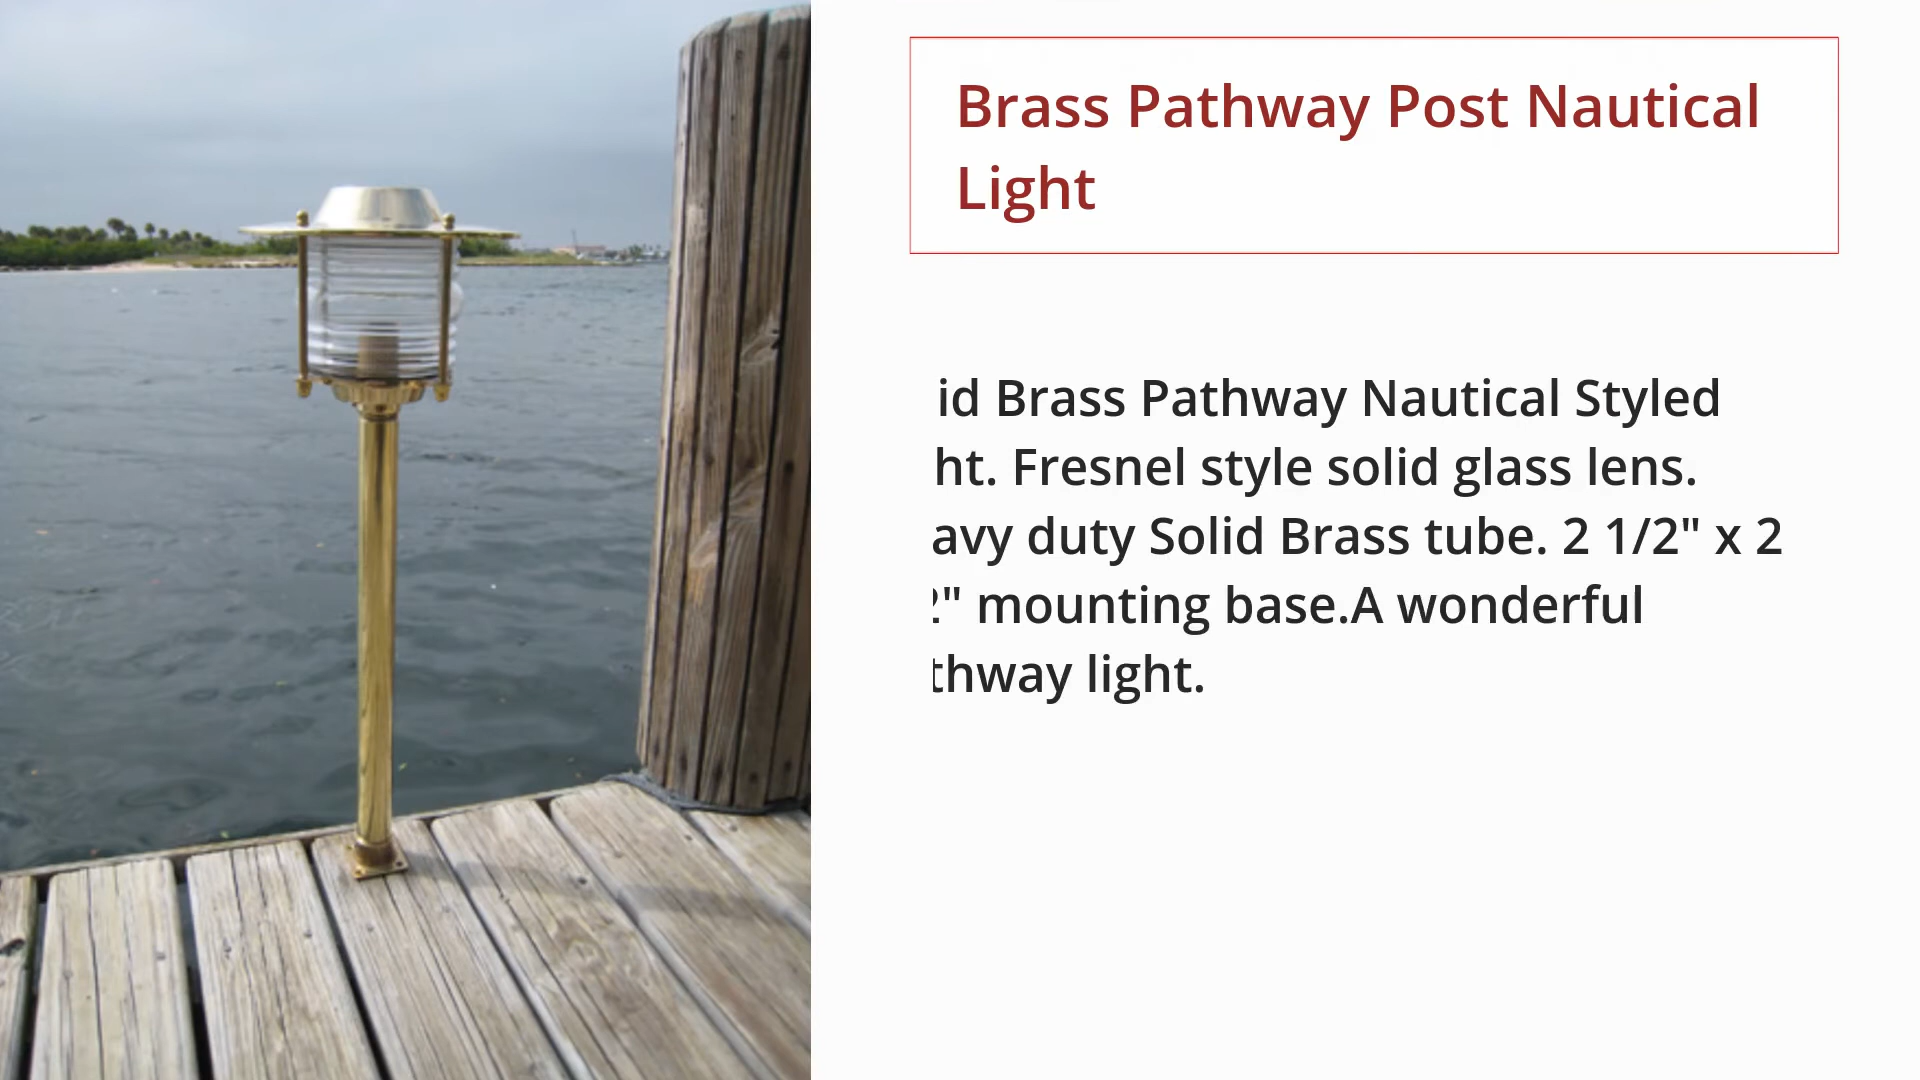 Brass Pathway Post Nautical
Light
id Brass Pathway Nautical Styled
ht. Fresnel style solid glass lens.
avy duty Solid Brass tube. 2 1/2" x 2
2" mounting base.A wonderful
thway light.